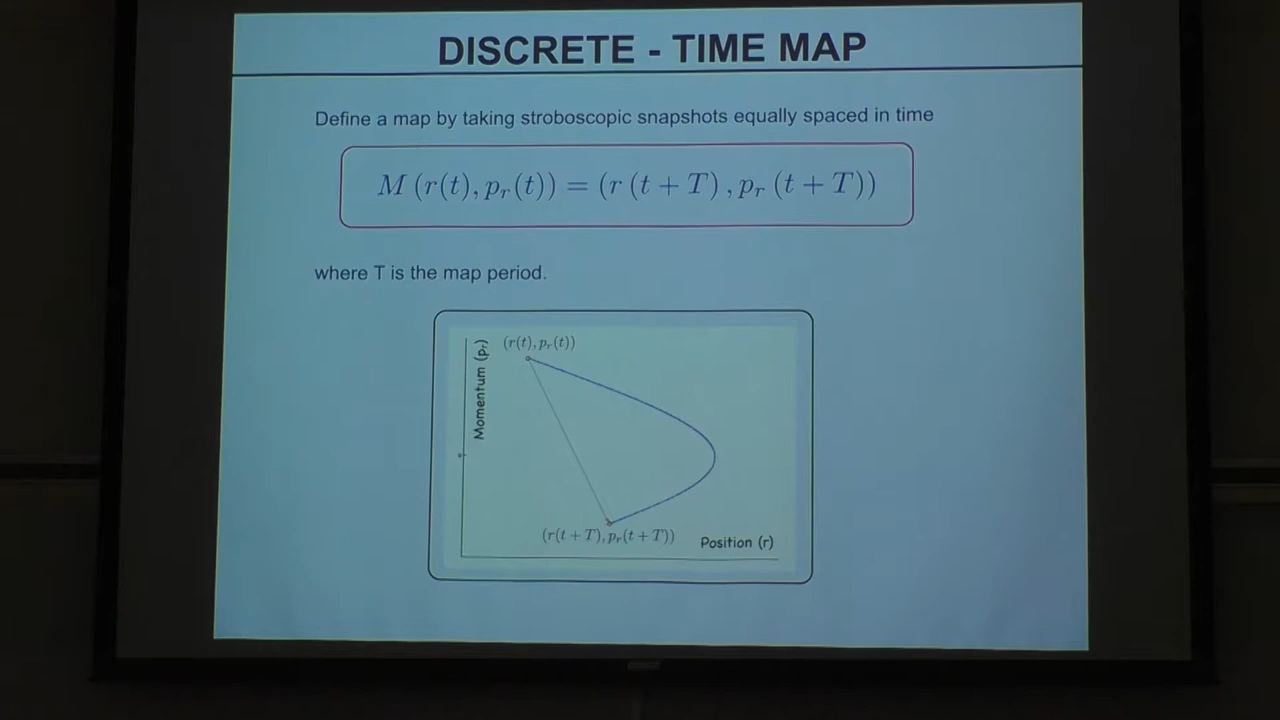 DISCRETE - TIME MAP
Define a map by taking stroboscopic snapshots equally spaced in time
M (r(t), p_r(t)) = (r (t + T) , p_r (t + T))
where T is the map period.
(r(t), p_r(t))
Momentum (p_r)
(r(t + T), p_r(t + T))
Position (r)